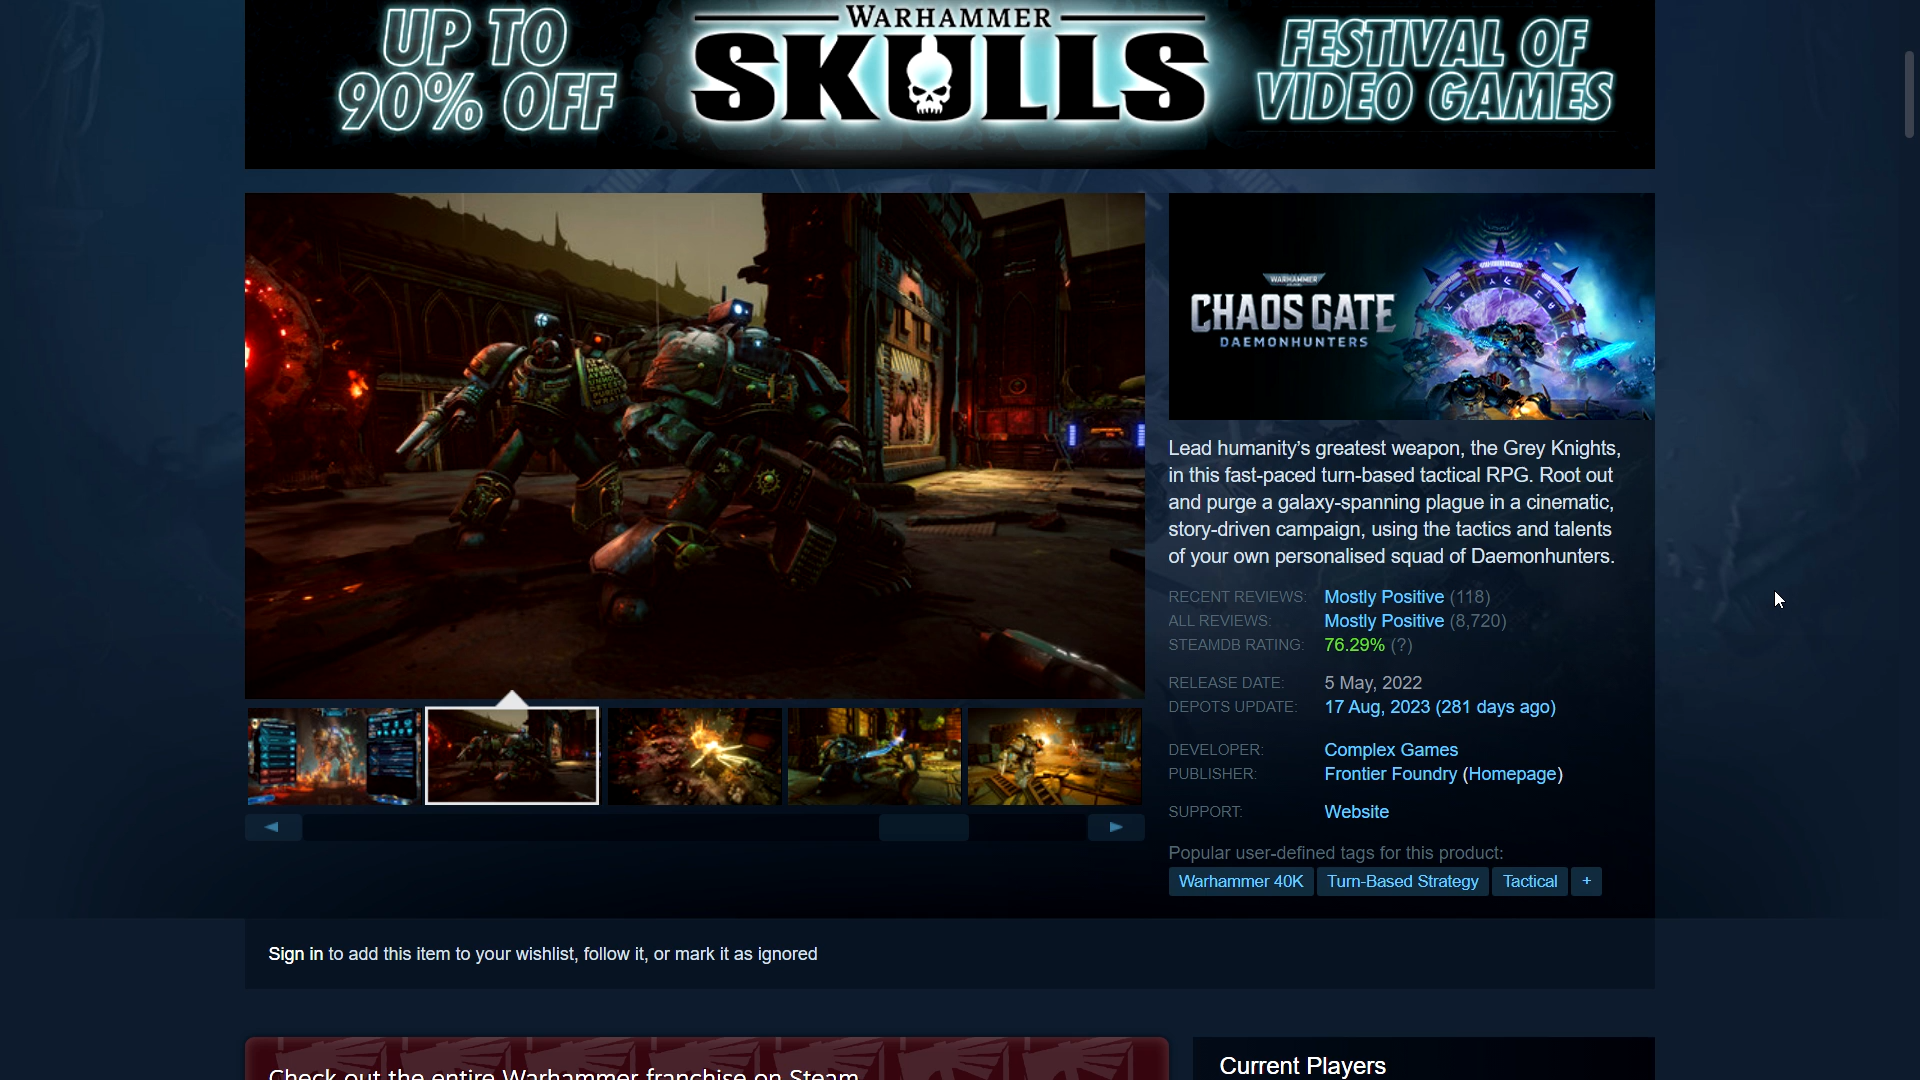 UP TO
90% OFF
WARHAMMER
SKULLS
FESTIVAL OF
VIDEO GAMES
WARHAMMER
CHAOS GATE
DAEMONHUNTERS
Lead humanity’s greatest weapon, the Grey Knights,
in this fast-paced turn-based tactical RPG. Root out
and purge a galaxy-spanning plague in a cinematic,
story-driven campaign, using the tactics and talents
of your own personalised squad of Daemonhunters.
RECENT REVIEWS: Mostly Positive (118)
ALL REVIEWS: Mostly Positive (8,720)
STEAMDB RATING: 76.29% (?)
RELEASE DATE: 5 May, 2022
DEPOTS UPDATE: 17 Aug, 2023 (281 days ago)
DEVELOPER: Complex Games
PUBLISHER: Frontier Foundry (Homepage)
SUPPORT: Website
Popular user-defined tags for this product:
Warhammer 40K Turn-Based Strategy Tactical +
Sign in to add this item to your wishlist, follow it, or mark it as ignored
Check out the entire Warhammer franchise on Steam
Current Players